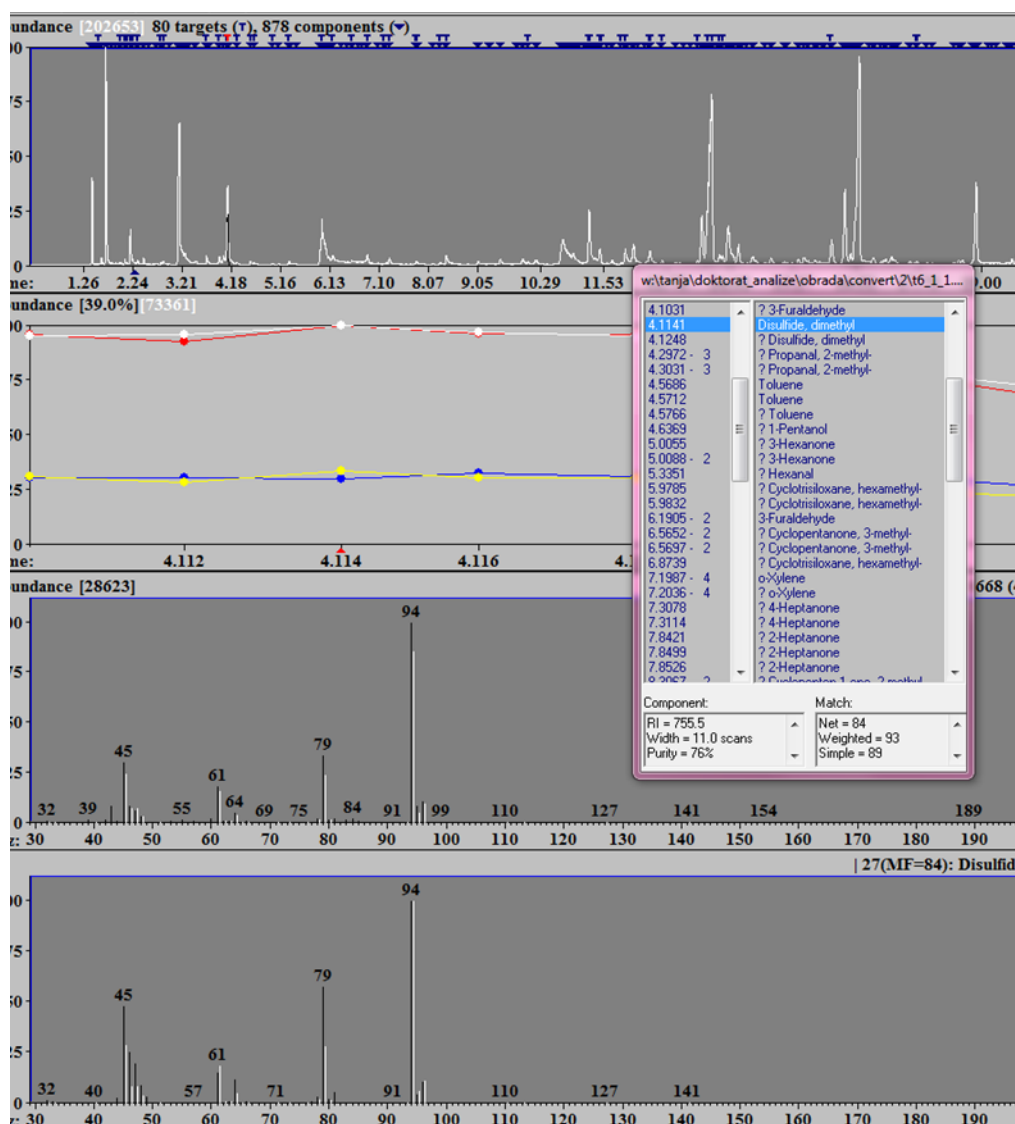 undance [202653] 80 targets (T), 878 components (▼)
00
75
50
25
0
me: 1.26 2.24 3.21 4.18 5.16 6.13 7.10 8.07 9.05 10.29 11.53 0.00
undance [39.0%] [73361]
00
75
50
25
0
me: 4.112 4.114 4.116 4.1
w:\tanja\doktorat_analize\obrada\convert\2\t6_1_1....
4.1031 ? 3-Furaldehyde
4.1141 Disulfide, dimethyl
4.1248 ? Disulfide, dimethyl
4.2972 - 3 ? Propanal, 2-methyl-
4.3031 - 3 ? Propanal, 2-methyl-
4.5686 Toluene
4.5712 Toluene
4.5766 ? Toluene
4.6369 ? 1-Pentanol
5.0055 ? 3-Hexanone
5.0088 - 2 ? 3-Hexanone
5.3351 ? Hexanal
5.9785 ? Cyclotrisiloxane, hexamethyl-
5.9832 ? Cyclotrisiloxane, hexamethyl-
6.1905 - 2 3-Furaldehyde
6.5652 - 2 ? Cyclopentanone, 3-methyl-
6.5697 - 2 ? Cyclopentanone, 3-methyl-
6.8739 ? Cyclotrisiloxane, hexamethyl-
7.1987 - 4 o-Xylene
7.2036 - 4 ? o-Xylene
7.3078 ? 4-Heptanone
7.3114 ? 4-Heptanone
7.8421 ? 2-Heptanone
7.8499 ? 2-Heptanone
7.8526 ? 2-Heptanone
Component: Match:
RI = 755.5 Net = 84
Width = 11.0 scans Weighted = 93
Purity = 76% Simple = 89
undance [28623] 668 (
00
75
50
25
0
94
79
45
61
64
32 39 55 69 75 84 91 99 110 127 141 154 189
z: 30 40 50 60 70 80 90 100 110 120 130 140 150 160 170 180 190
| 27(MF=84): Disulfid
00
75
50
25
0
94
79
45
61
32 40 57 71 91 110 127 141
z: 30 40 50 60 70 80 90 100 110 120 130 140 150 160 170 180 190